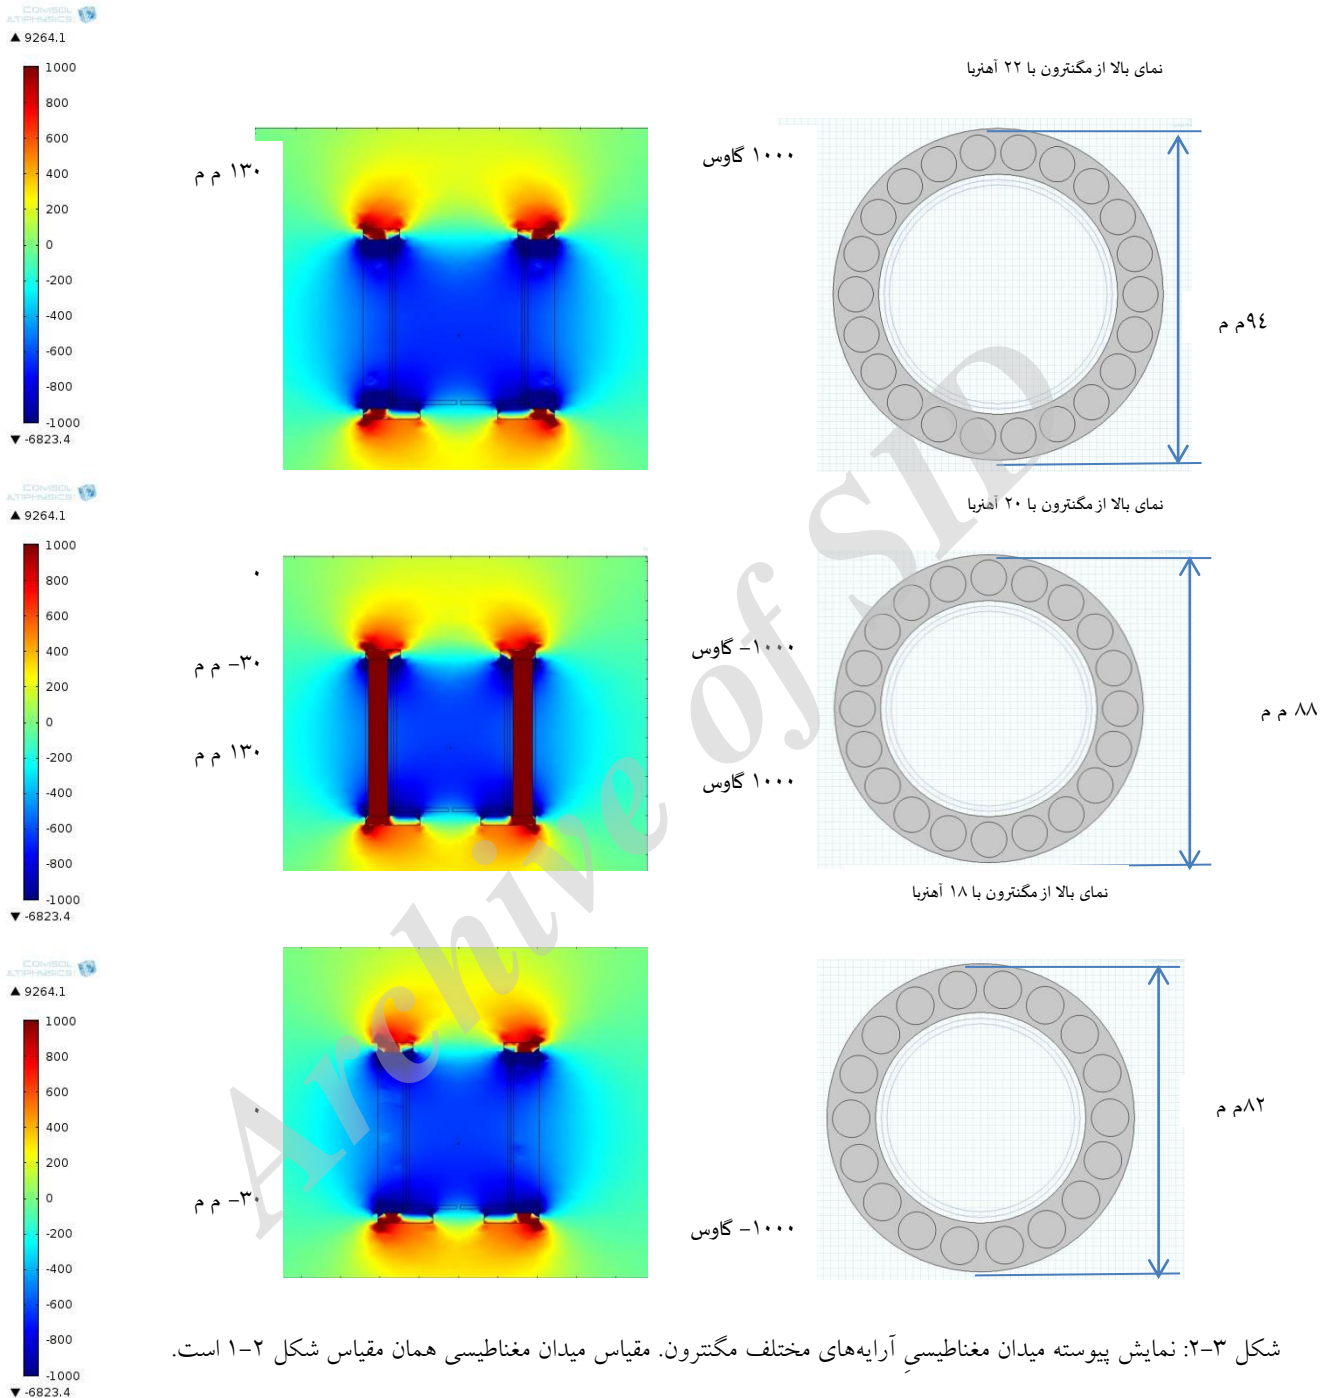 COMSOL
▲ 9264.1
1000
800
600
400
200
0
-200
-400
-600
-800
-1000
▼ -6823.4
۱۳۰ م م
۱۰۰۰ گاوس
نمای بالا از مگنترون با ۲۲ آهنربا
۹٤م م
COMSOL
▲ 9264.1
1000
800
600
400
200
0
-200
-400
-600
-800
-1000
▼ -6823.4
۰
۳۰- م م
۱۳۰ م م
۱۰۰۰- گاوس
۱۰۰۰ گاوس
نمای بالا از مگنترون با ۲۰ آهنربا
۸۸ م م
COMSOL
▲ 9264.1
1000
800
600
400
200
0
-200
-400
-600
-800
-1000
▼ -6823.4
۰
۳۰- م م
۱۰۰۰- گاوس
نمای بالا از مگنترون با ۱۸ آهنربا
۸۲م م
Archive of SID
شکل ۳-۲: نمایش پیوسته میدان مغناطیسیِ آرایه‌های مختلف مگنترون. مقیاس میدان مغناطیسی همان مقیاس شکل ۲-۱ است.